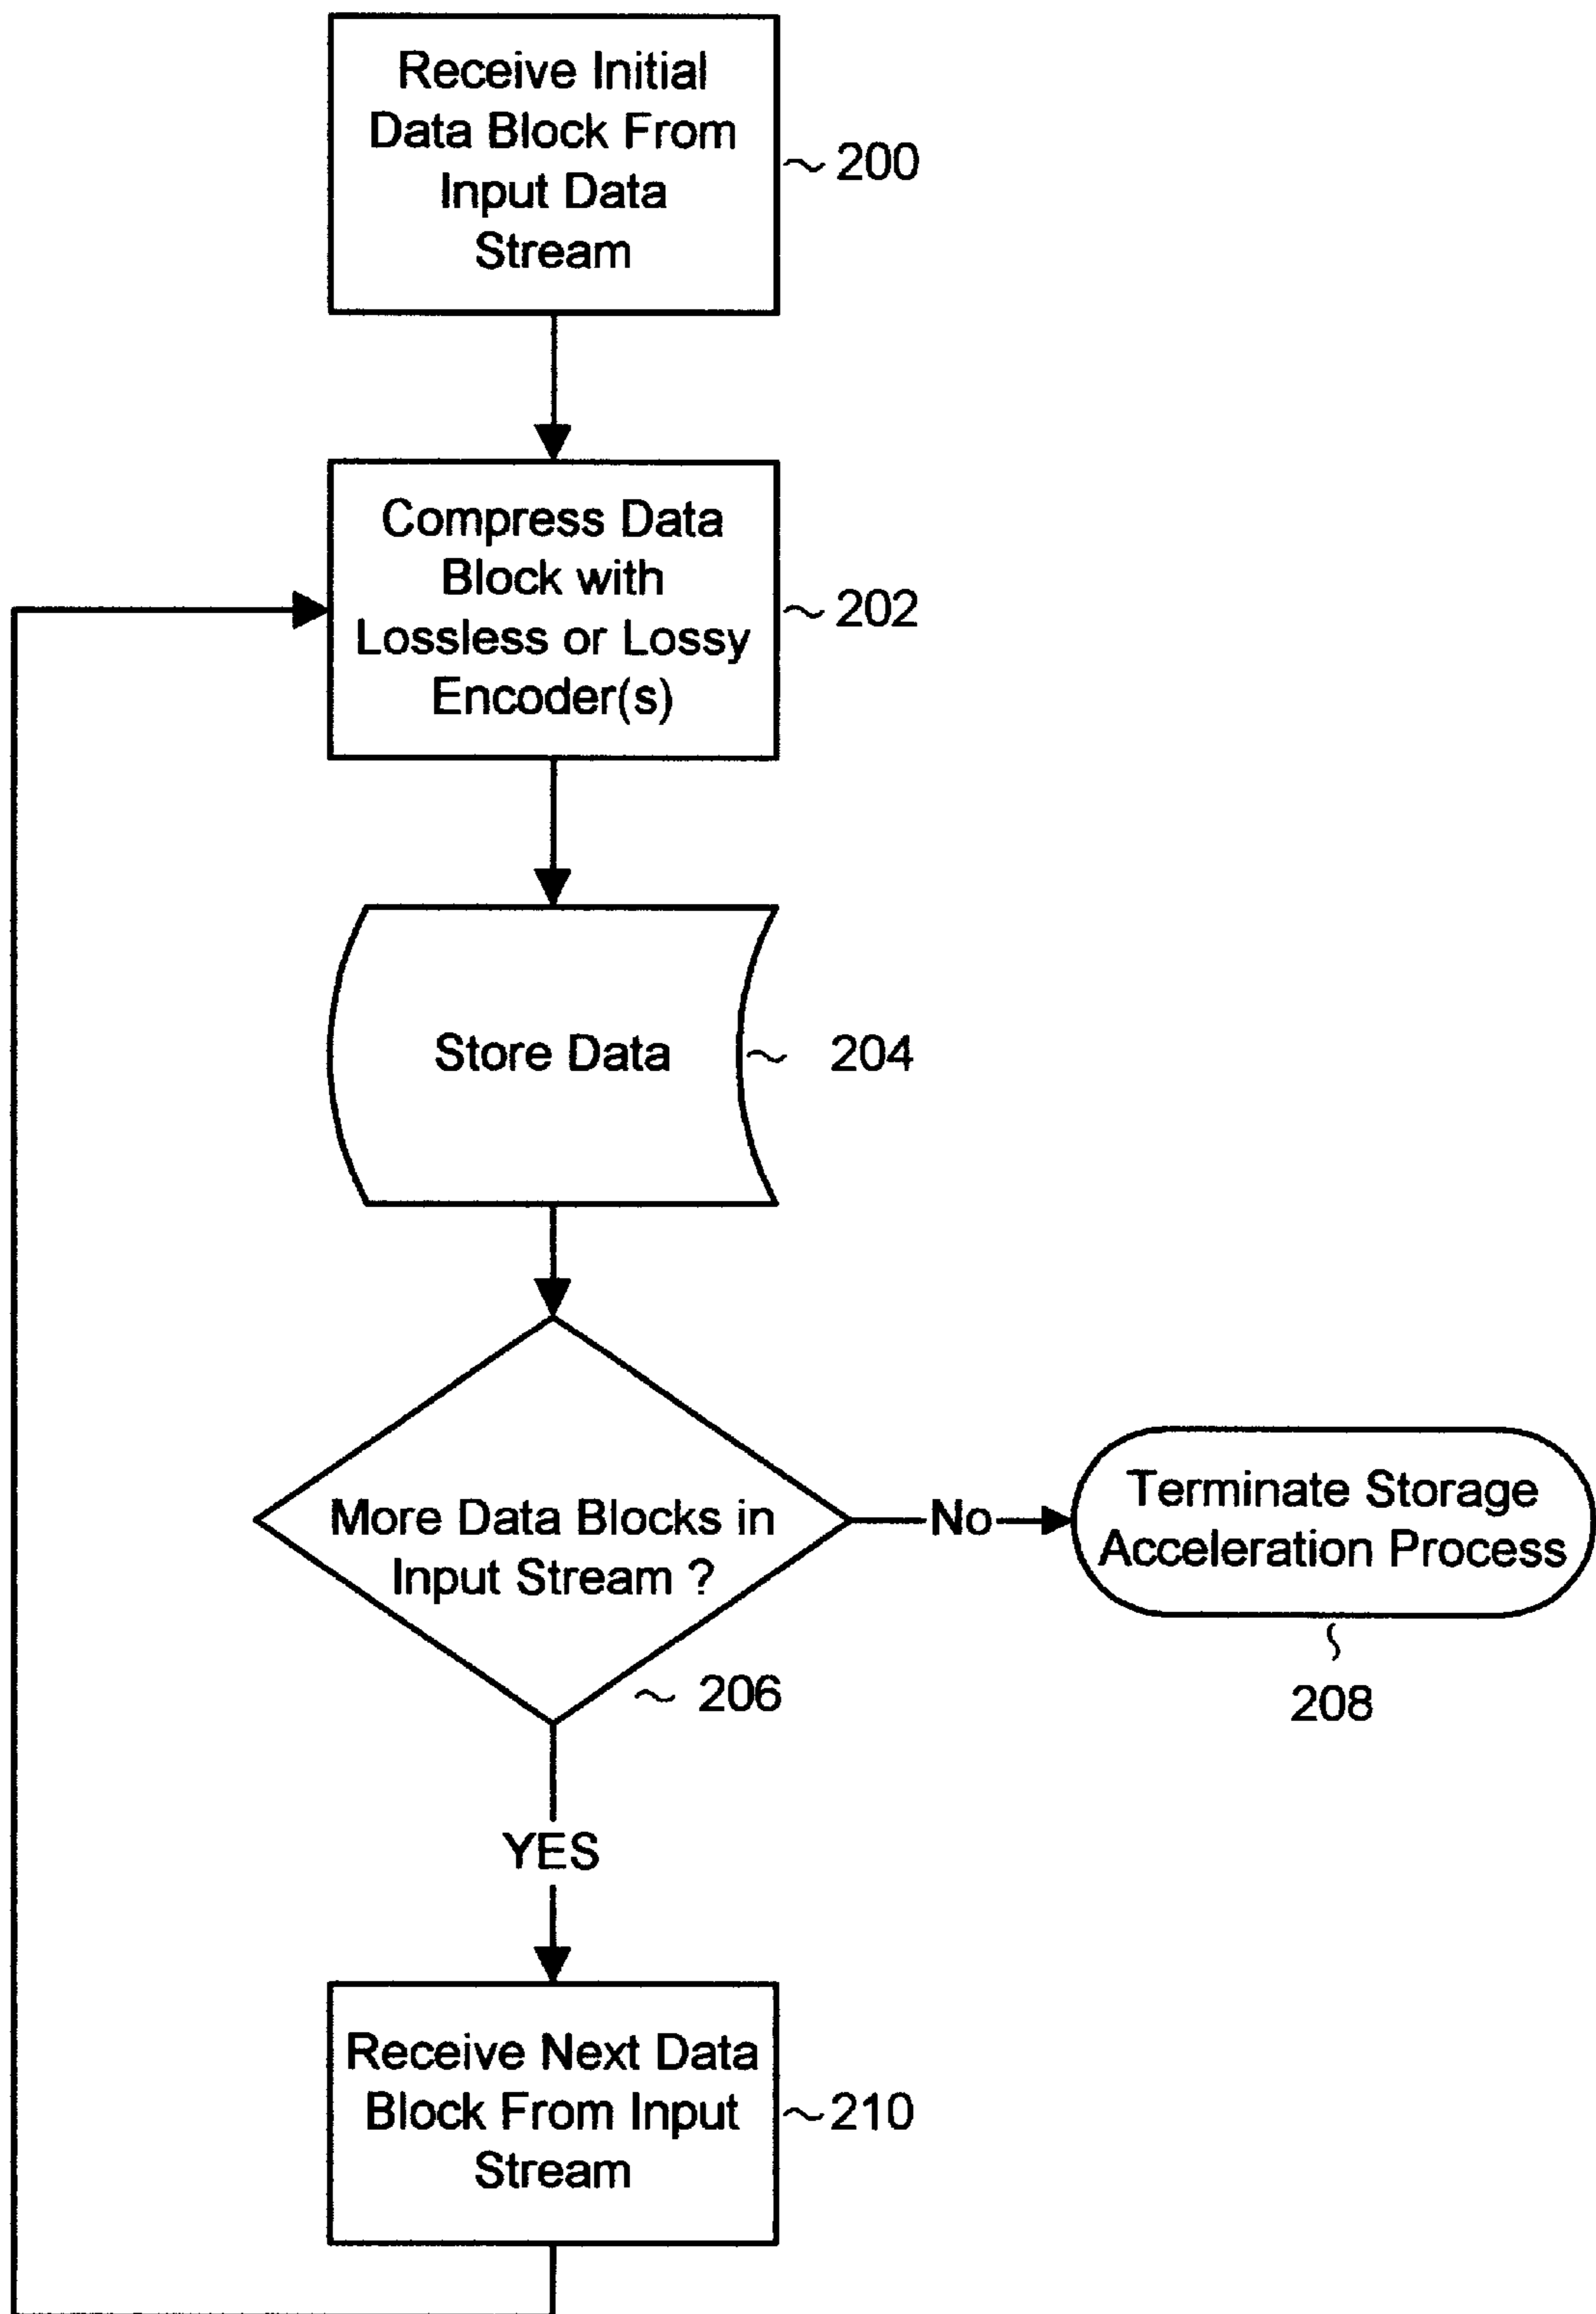 Receive Initial
Data Block From
Input Data
Stream
200
Compress Data
Block with
Lossless or Lossy
Encoder(s)
202
Store Data
204
More Data Blocks in
Input Stream ?
206
No
Terminate Storage
Acceleration Process
208
YES
Receive Next Data
Block From Input
Stream
210